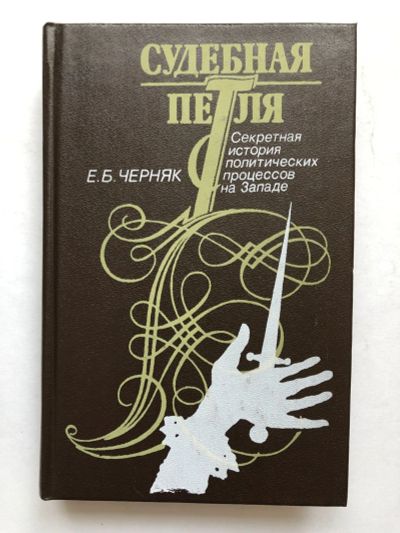 СУДЕБНАЯ
ПЕТЛЯ
Секретная
история
политических
процессов
на Западе
Е. Б. ЧЕРНЯК